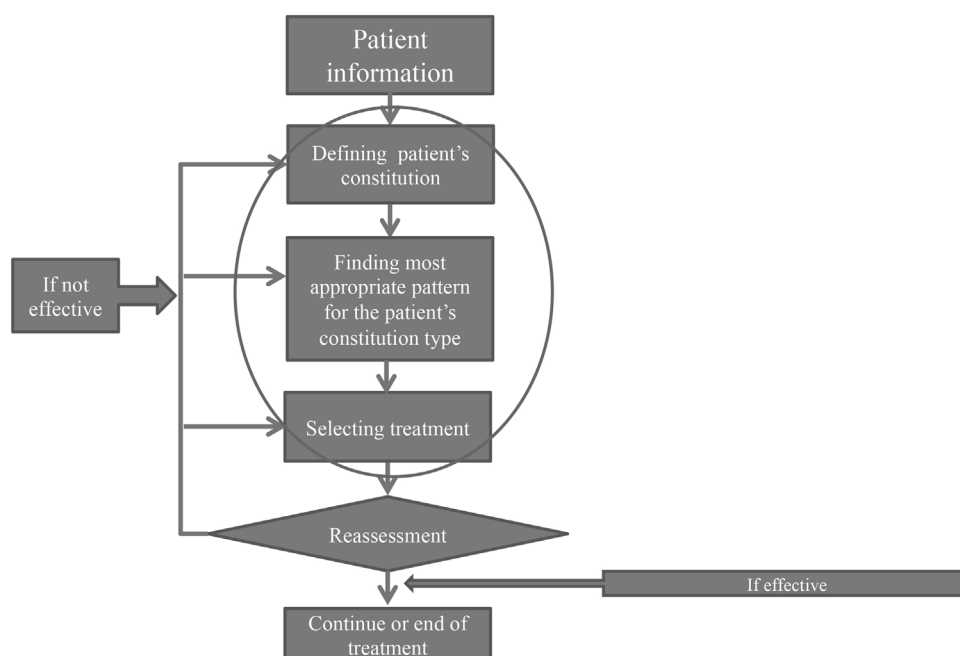 Patient
information
Defining patient's
constitution
Finding most
appropriate pattern
for the patient's
constitution type
If not
effective
Selecting treatment
Reassessment
If effective
Continue or end of
treatment